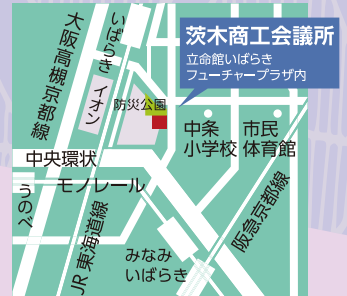 茨木商工会議所
立命館いばらき
フューチャープラザ内
大阪高槻京都線
いばらき
イオン
防災公園
中条
小学校
市民
体育館
中央環状
モノレール
うのべ
JR東海道線
阪急京都線
みなみ
いばらき